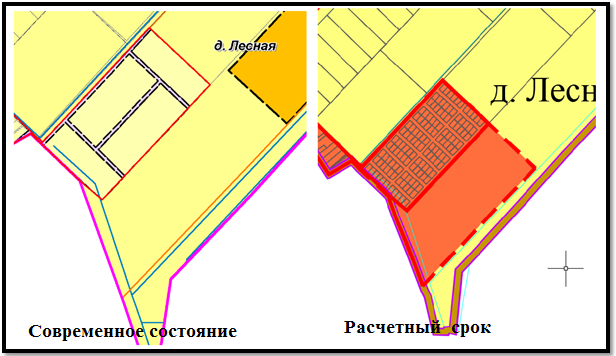 д. Лесная
д. Лесн
Современное состояние
Расчетный срок